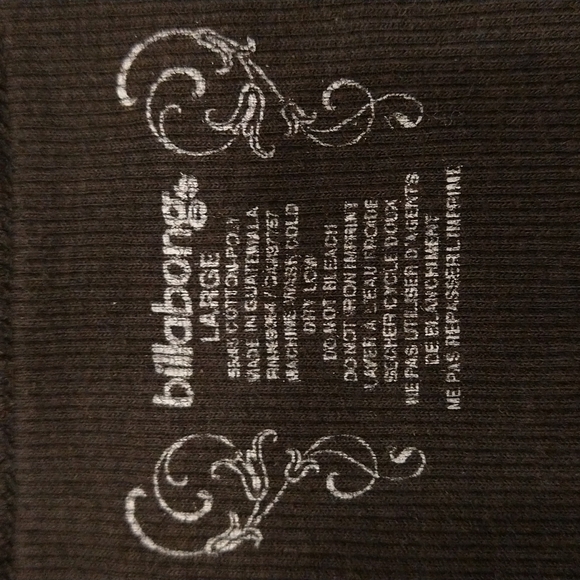 billabong
LARGE
COTTON-POLY
MADE IN GUATEMALA
MACHINE WASH COLD
DRY LOW
DO NOT BLEACH
DO NOT IRON IMPRINT
LAVER A L'EAU FROIDE
SECHER CYCLE DOUX
NE PAS UTILISER D'AGENTS
DE BLANCHIMENT
NE PAS REPASSER L'IMPRIME